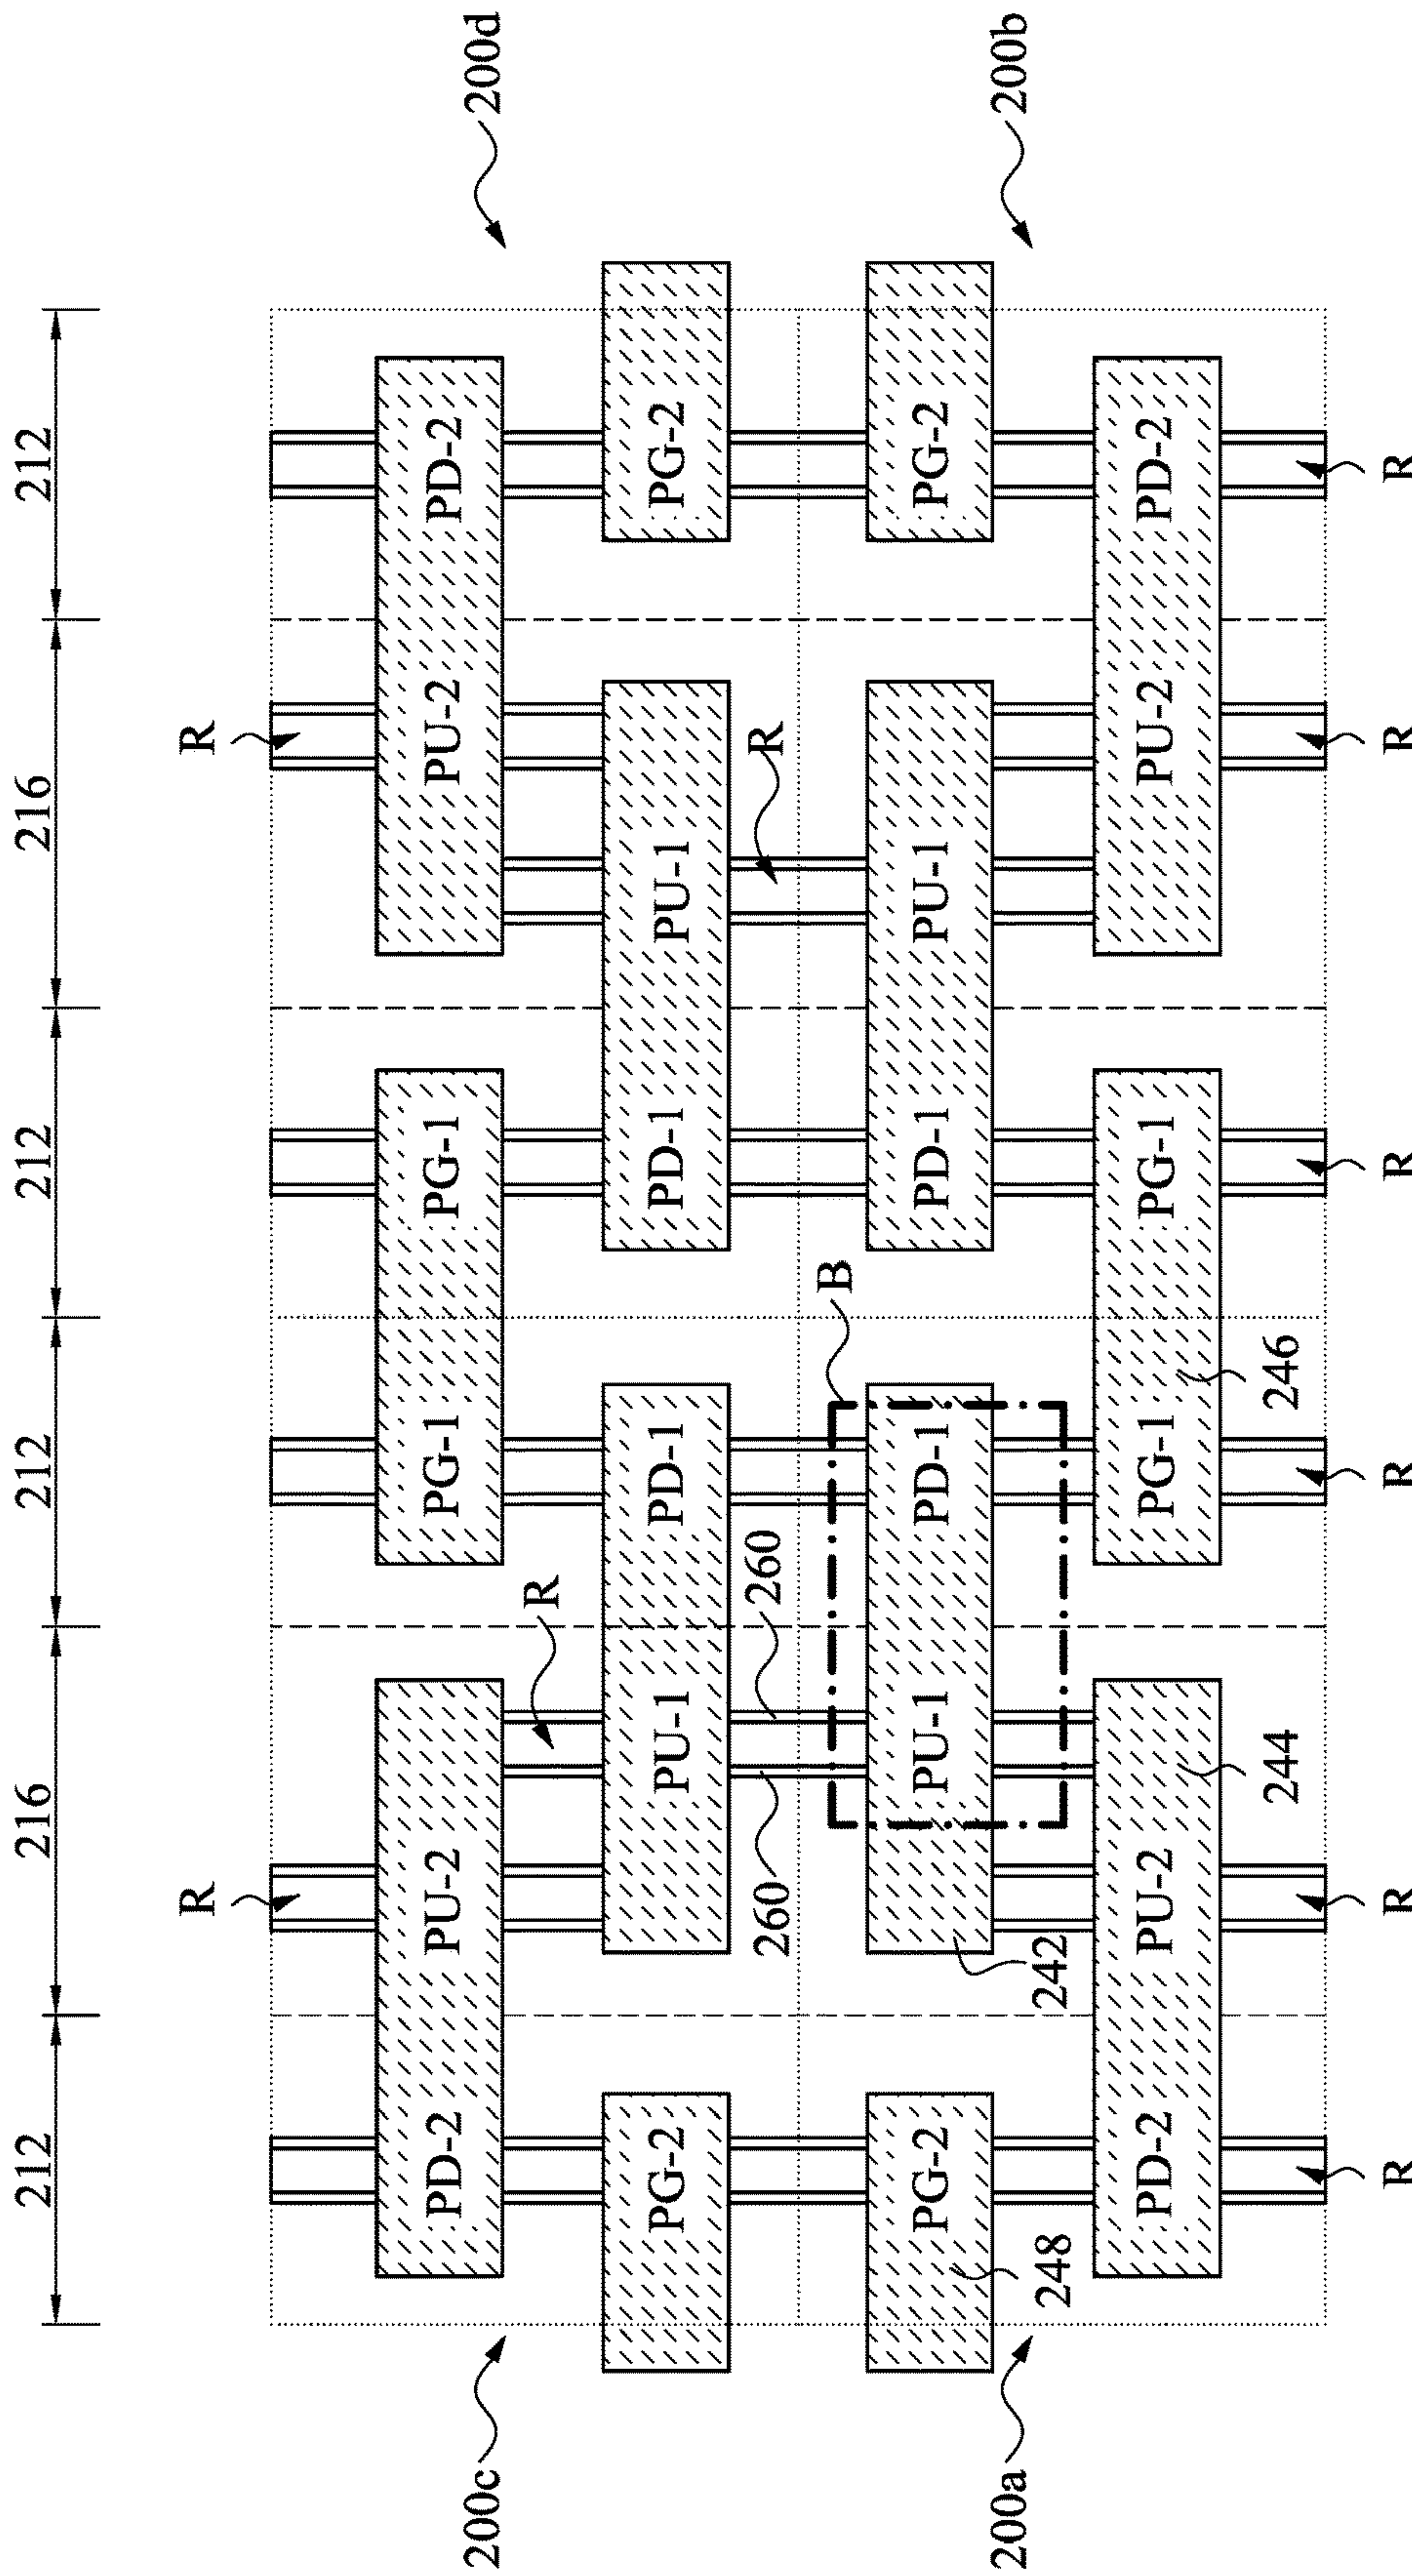 212 216 212 212 216 212
R R
PD-2 PU-2 PG-1 PG-1 PU-2 PD-2
200c 200d
R
PG-2 PU-1 PD-1 PD-1 PU-1 PG-2
260 260 R
B
PG-2 PU-1 PD-1 PD-1 PU-1 PG-2
200a 200b
248 242
PD-2 PU-2 PG-1 PG-1 PU-2 PD-2
244 246
R R R R R R